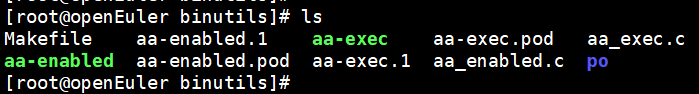 [root@openEuler binutils]# ls
Makefile aa-enabled.1 aa-exec aa-exec.pod aa_exec.c
aa-enabled aa-enabled.pod aa-exec.1 aa_enabled.c po
[root@openEuler binutils]#